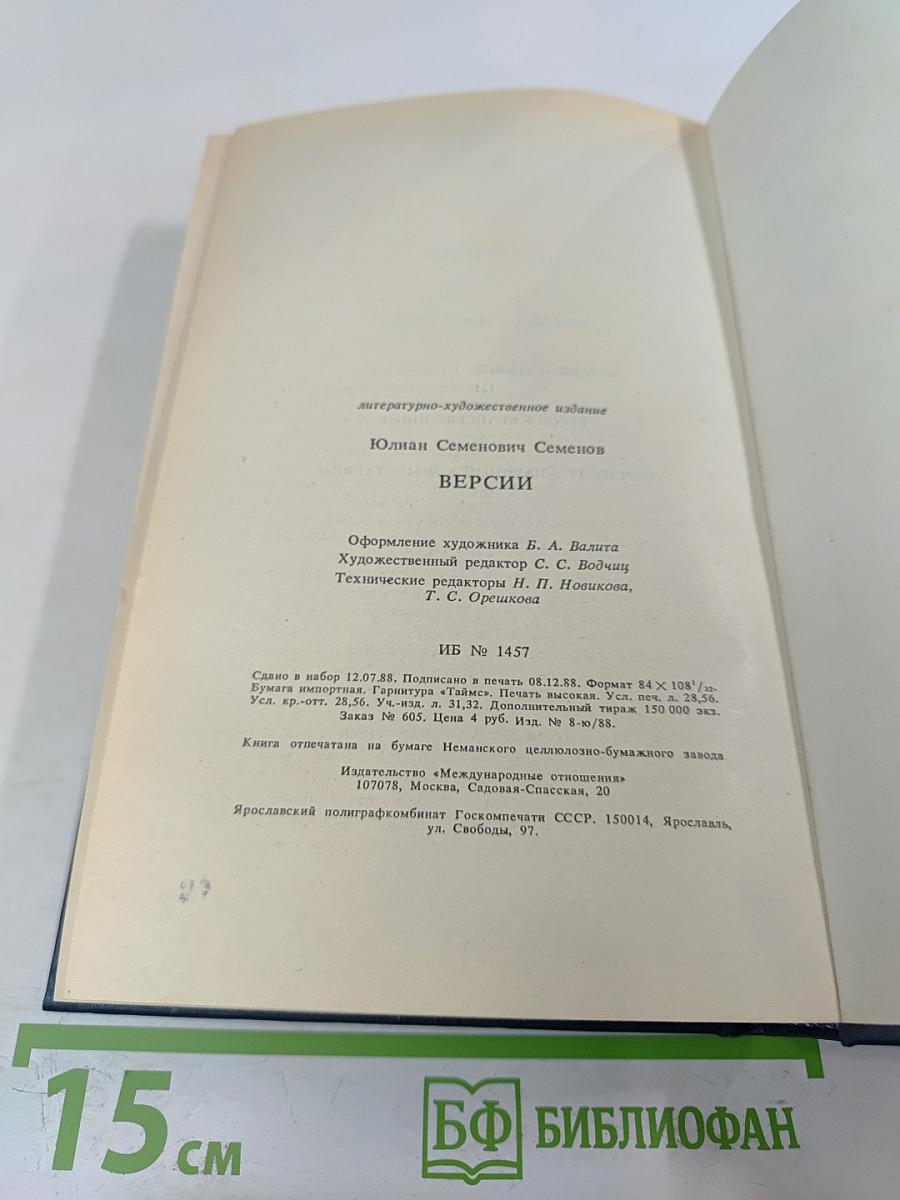 литературно-художественное издание
Юлиан Семенович Семенов
ВЕРСИИ
Оформление художника Б. А. Валита
Художественный редактор С. С. Водчиц
Технические редакторы Н. П. Новикова,
Т. С. Орешкова
ИБ № 1457
Сдано в набор 12.07.88. Подписано в печать 08.12.88. Формат 84 × 108¹/₃₂.
Бумага импортная. Гарнитура «Таймс». Печать высокая. Усл. печ. л. 28,56.
Усл. кр.-отт. 28,56. Уч.-изд. л. 31,32. Дополнительный тираж 150 000 экз.
Заказ № 605. Цена 4 руб. Изд. № 8-ю/88.
Книга отпечатана на бумаге Неманского целлюлозно-бумажного завода
Издательство «Международные отношения»
107078, Москва, Садовая-Спасская, 20
Ярославский полиграфкомбинат Госкомпечати СССР. 150014, Ярославль,
ул. Свободы, 97.
15 см
БФ БИБЛИОФАН